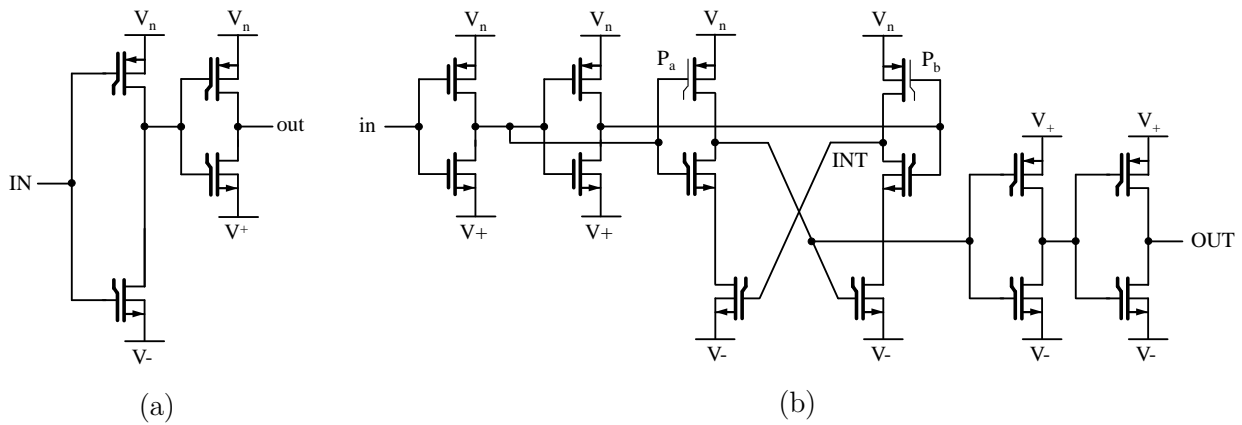 Vn Vn
IN
out
V-
V+
(a)
Vn Vn Vn Vn
Pa
Pb
in
INT
V+ V+
V+ V+
OUT
V- V- V- V-
(b)